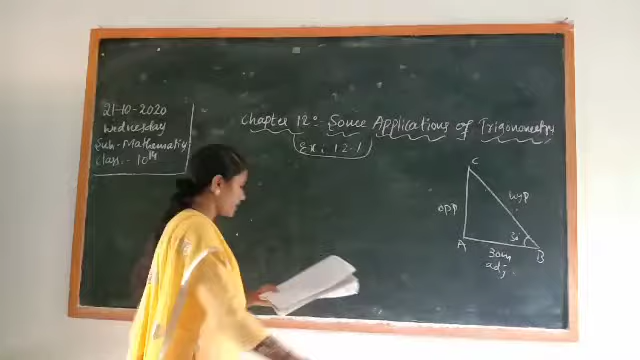 21-10-2020
Wednesday
Sub:- Mathematics
Class:- 10th
Chapter 12:- Some Applications of Trigonometry
Ex: 12.1
C
opp
hyp
A
30
B
30m
adj